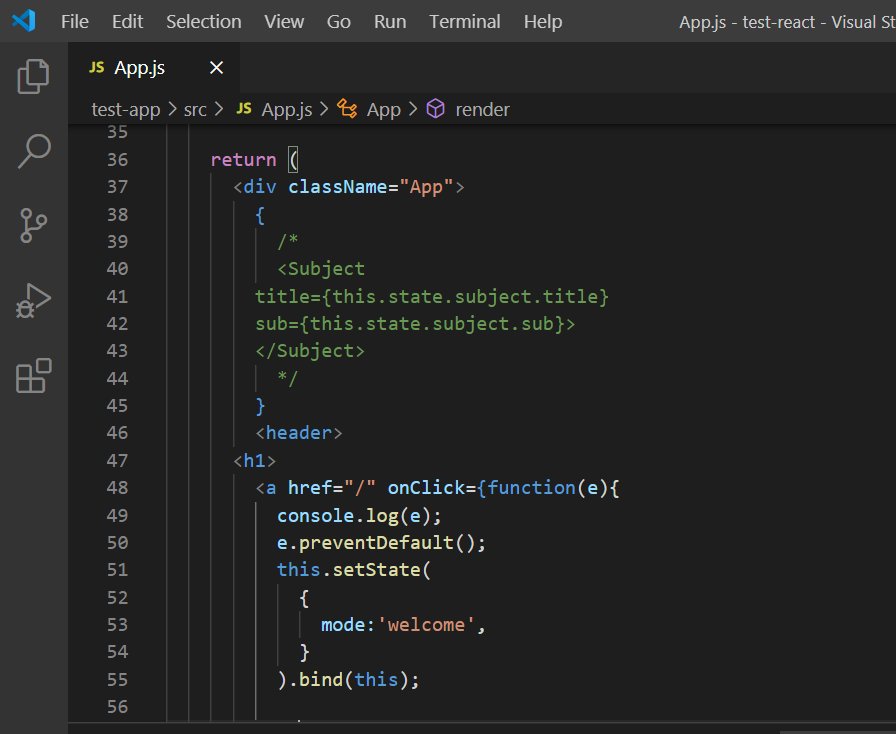 File Edit Selection View Go Run Terminal Help App.js - test-react - Visual St
JS App.js ×
test-app > src > JS App.js > App > render
35
36 return (
37 <div className="App">
38 {
39 /*
40 <Subject
41 title={this.state.subject.title}
42 sub={this.state.subject.sub}>
43 </Subject>
44 */
45 }
46 <header>
47 <h1>
48 <a href="/" onClick={function(e){
49 console.log(e);
50 e.preventDefault();
51 this.setState(
52 {
53 mode:'welcome',
54 }
55 ).bind(this);
56